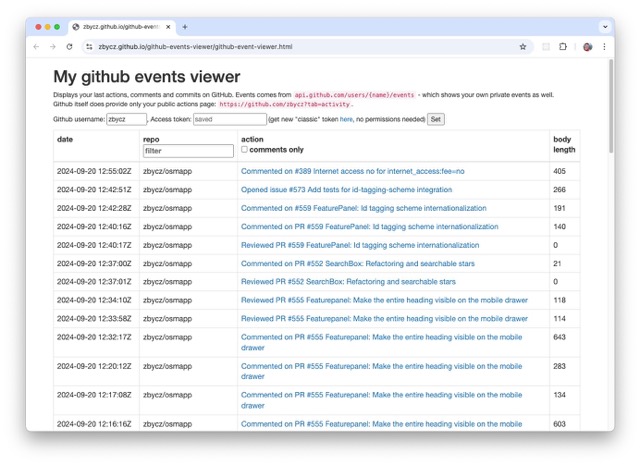 zbycz.github.io/github-event
zbycz.github.io/github-events-viewer/github-event-viewer.html
My github events viewer
Displays your last actions, comments and commits on GitHub. Events comes from api.github.com/users/{name}/events - which shows your own private events as well.
Github itself does provide only your public actions page: https://github.com/zbycz?tab=activity.
Github username: zbycz, Access token: saved (get new "classic" token here, no permissions needed) Set
date repo action body
filter comments only length
2024-09-20 12:55:02Z zbycz/osmapp Commented on #389 Internet access no for internet_access:fee=no 405
2024-09-20 12:42:51Z zbycz/osmapp Opened issue #573 Add tests for id-tagging-scheme integration 266
2024-09-20 12:42:28Z zbycz/osmapp Commented on #559 FeaturePanel: Id tagging scheme internationalization 191
2024-09-20 12:40:16Z zbycz/osmapp Commented on PR #559 FeaturePanel: Id tagging scheme internationalization 140
2024-09-20 12:40:17Z zbycz/osmapp Reviewed PR #559 FeaturePanel: Id tagging scheme internationalization 0
2024-09-20 12:37:00Z zbycz/osmapp Commented on PR #552 SearchBox: Refactoring and searchable stars 21
2024-09-20 12:37:01Z zbycz/osmapp Reviewed PR #552 SearchBox: Refactoring and searchable stars 0
2024-09-20 12:34:10Z zbycz/osmapp Reviewed PR #555 Featurepanel: Make the entire heading visible on the mobile drawer 118
2024-09-20 12:33:58Z zbycz/osmapp Reviewed PR #555 Featurepanel: Make the entire heading visible on the mobile drawer 114
2024-09-20 12:32:17Z zbycz/osmapp Commented on PR #555 Featurepanel: Make the entire heading visible on the mobile 643
drawer
2024-09-20 12:20:12Z zbycz/osmapp Commented on PR #555 Featurepanel: Make the entire heading visible on the mobile 283
drawer
2024-09-20 12:17:08Z zbycz/osmapp Commented on PR #555 Featurepanel: Make the entire heading visible on the mobile 134
drawer
2024-09-20 12:16:16Z zbycz/osmapp Commented on PR #555 Featurepanel: Make the entire heading visible on the mobile 603